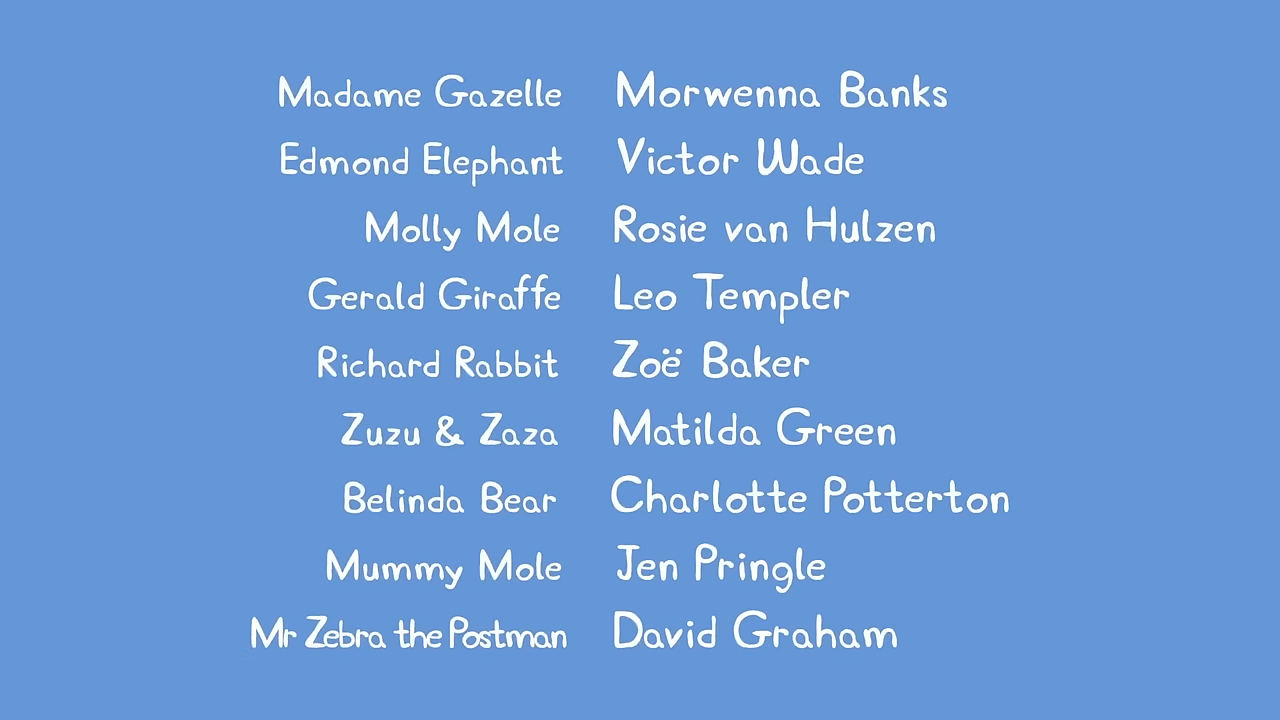 Madame Gazelle Morwenna Banks
Edmond Elephant Victor Wade
Molly Mole Rosie van Hulzen
Gerald Giraffe Leo Templer
Richard Rabbit Zoë Baker
Zuzu & Zaza Matilda Green
Belinda Bear Charlotte Potterton
Mummy Mole Jen Pringle
Mr Zebra the Postman David Graham